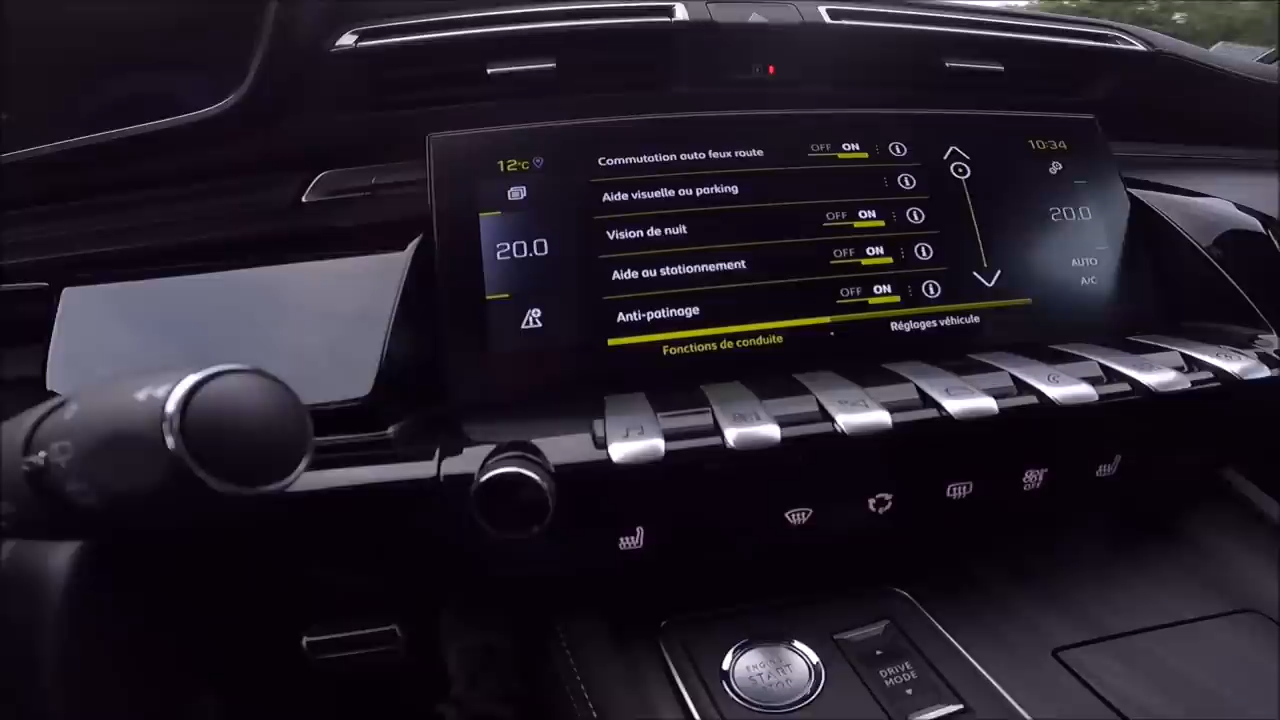 12°C
10:34
Commutation auto feux route OFF ON
Aide visuelle au parking
Vision de nuit OFF ON
Aide au stationnement OFF ON
Anti-patinage OFF ON
20.0
20.0
AUTO
A/C
Fonctions de conduite
Réglages véhicule
OFF
ENGINE
START
STOP
DRIVE
MODE